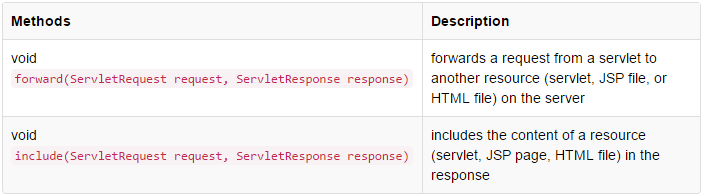 Methods Description
void
forward(ServletRequest request, ServletResponse response)
forwards a request from a servlet to
another resource (servlet, JSP file, or
HTML file) on the server
void
include(ServletRequest request, ServletResponse response)
includes the content of a resource
(servlet, JSP page, HTML file) in the
response